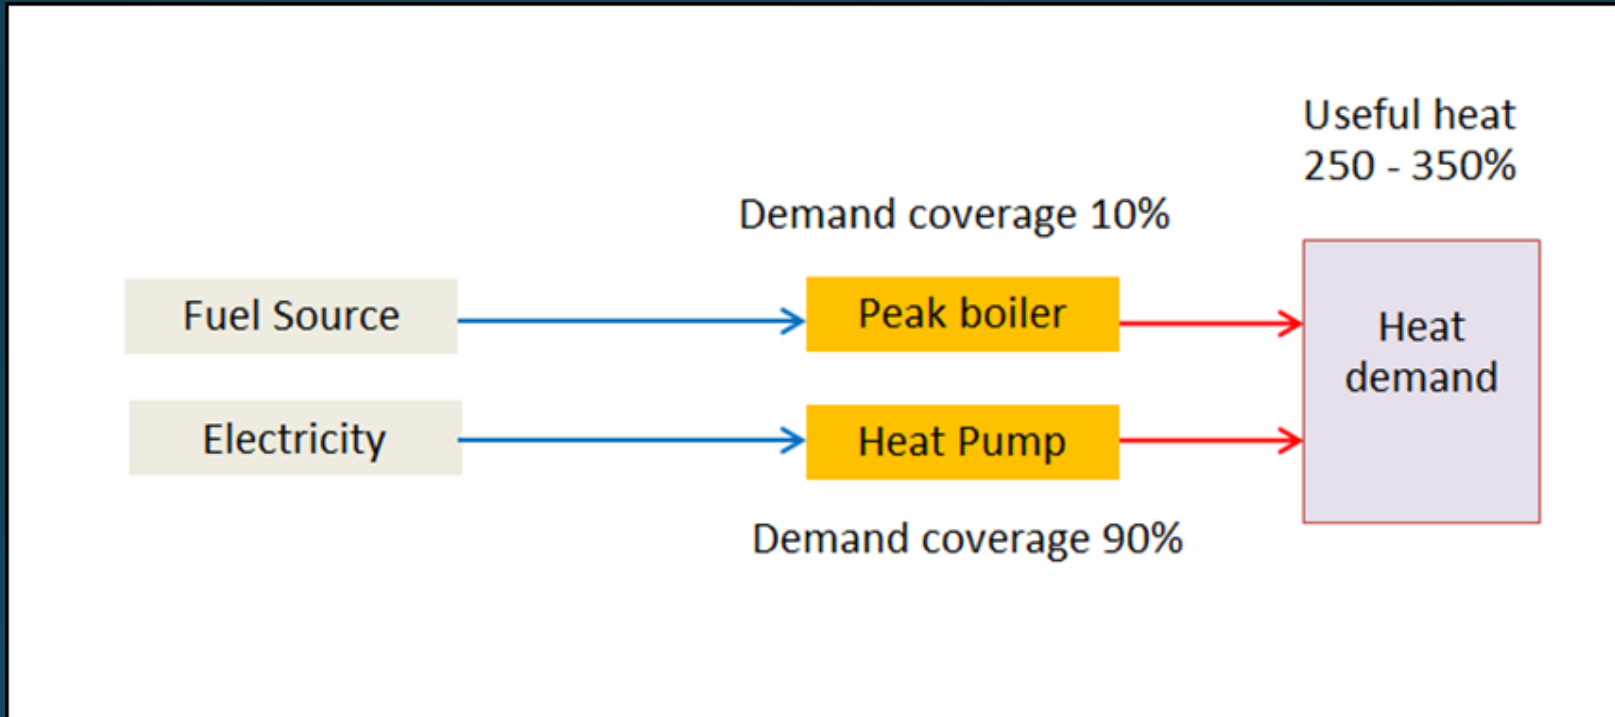 Useful heat
250 - 350%
Demand coverage 10%
Fuel Source
Peak boiler
Heat
demand
Electricity
Heat Pump
Demand coverage 90%